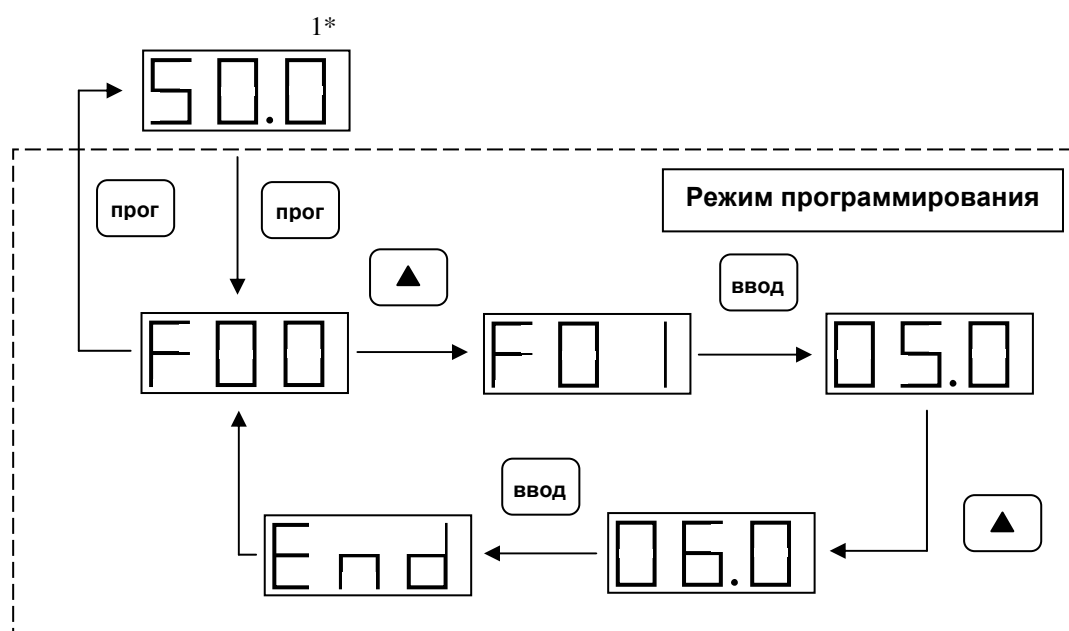 1*
50.0
Режим программирования
прог
прог
▲
ввод
F00
F01
05.0
ввод
▲
End
06.0